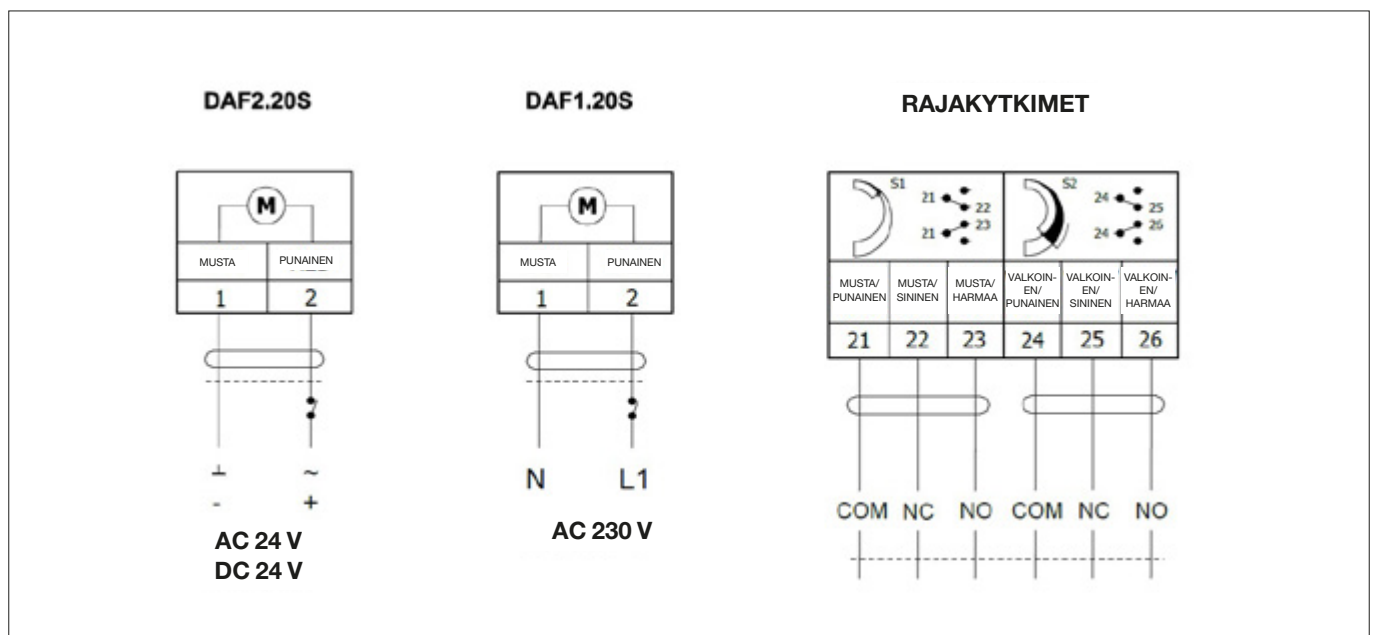 DAF2.20S
M
MUSTA PUNAINEN
1 2
⊥ ~
- +
AC 24 V
DC 24 V
DAF1.20S
M
MUSTA PUNAINEN
1 2
N L1
AC 230 V
RAJAKYTKIMET
S1 21 22
21 23
S2 24 25
24 26
MUSTA/ PUNAINEN
MUSTA/ SININEN
MUSTA/ HARMAA
VALKOIN-
EN/
PUNAINEN
VALKOIN-
EN/
SININEN
VALKOIN-
EN/
HARMAA
21 22 23 24 25 26
COM NC NO COM NC NO